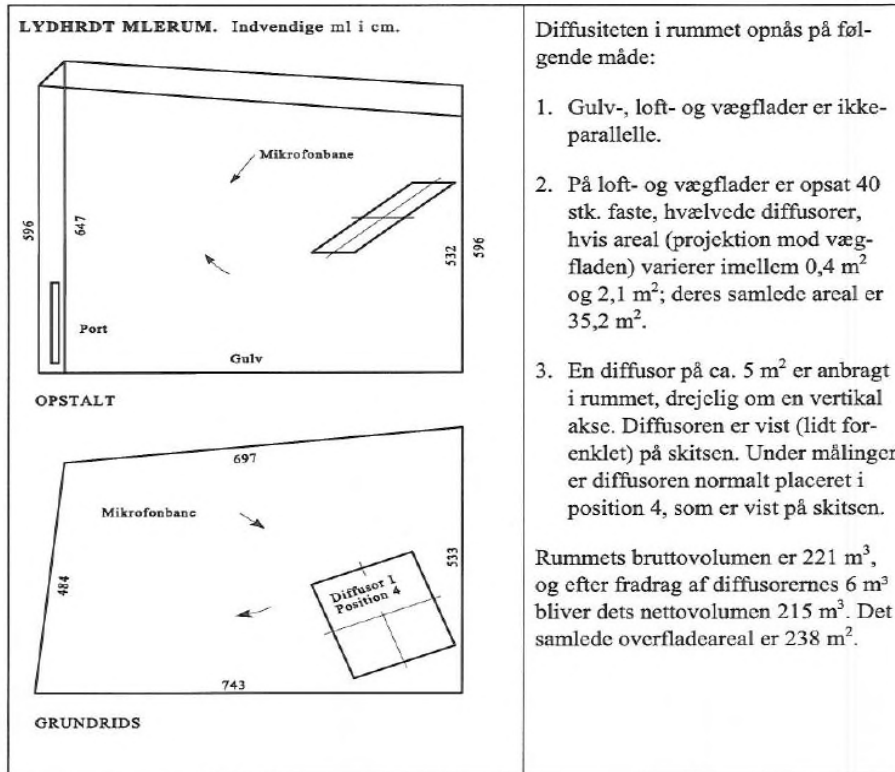 LYDHRDT MLERUM. Indvendige ml i cm.
Mikrofonbane
596
647
532
596
Port
Gulv
OPSTALT
697
Mikrofonbane
484
533
Diffusor 1
Position 4
743
GRUNDRIDS
Diffusiteten i rummet opnås på føl-
gende måde:
1. Gulv-, loft- og vægflader er ikke-
parallelle.
2. På loft- og vægflader er opsat 40
stk. faste, hvælvede diffusorer,
hvis areal (projektion mod væg-
fladen) varierer imellem 0,4 m²
og 2,1 m²; deres samlede areal er
35,2 m².
3. En diffusor på ca. 5 m² er anbragt
i rummet, drejelig om en vertikal
akse. Diffusoren er vist (lidt for-
enklet) på skitsen. Under målinger
er diffusoren normalt placeret i
position 4, som er vist på skitsen.
Rummets bruttovolumen er 221 m³,
og efter fradrag af diffusorernes 6 m³
bliver dets nettovolumen 215 m³. Det
samlede overfladeareal er 238 m².